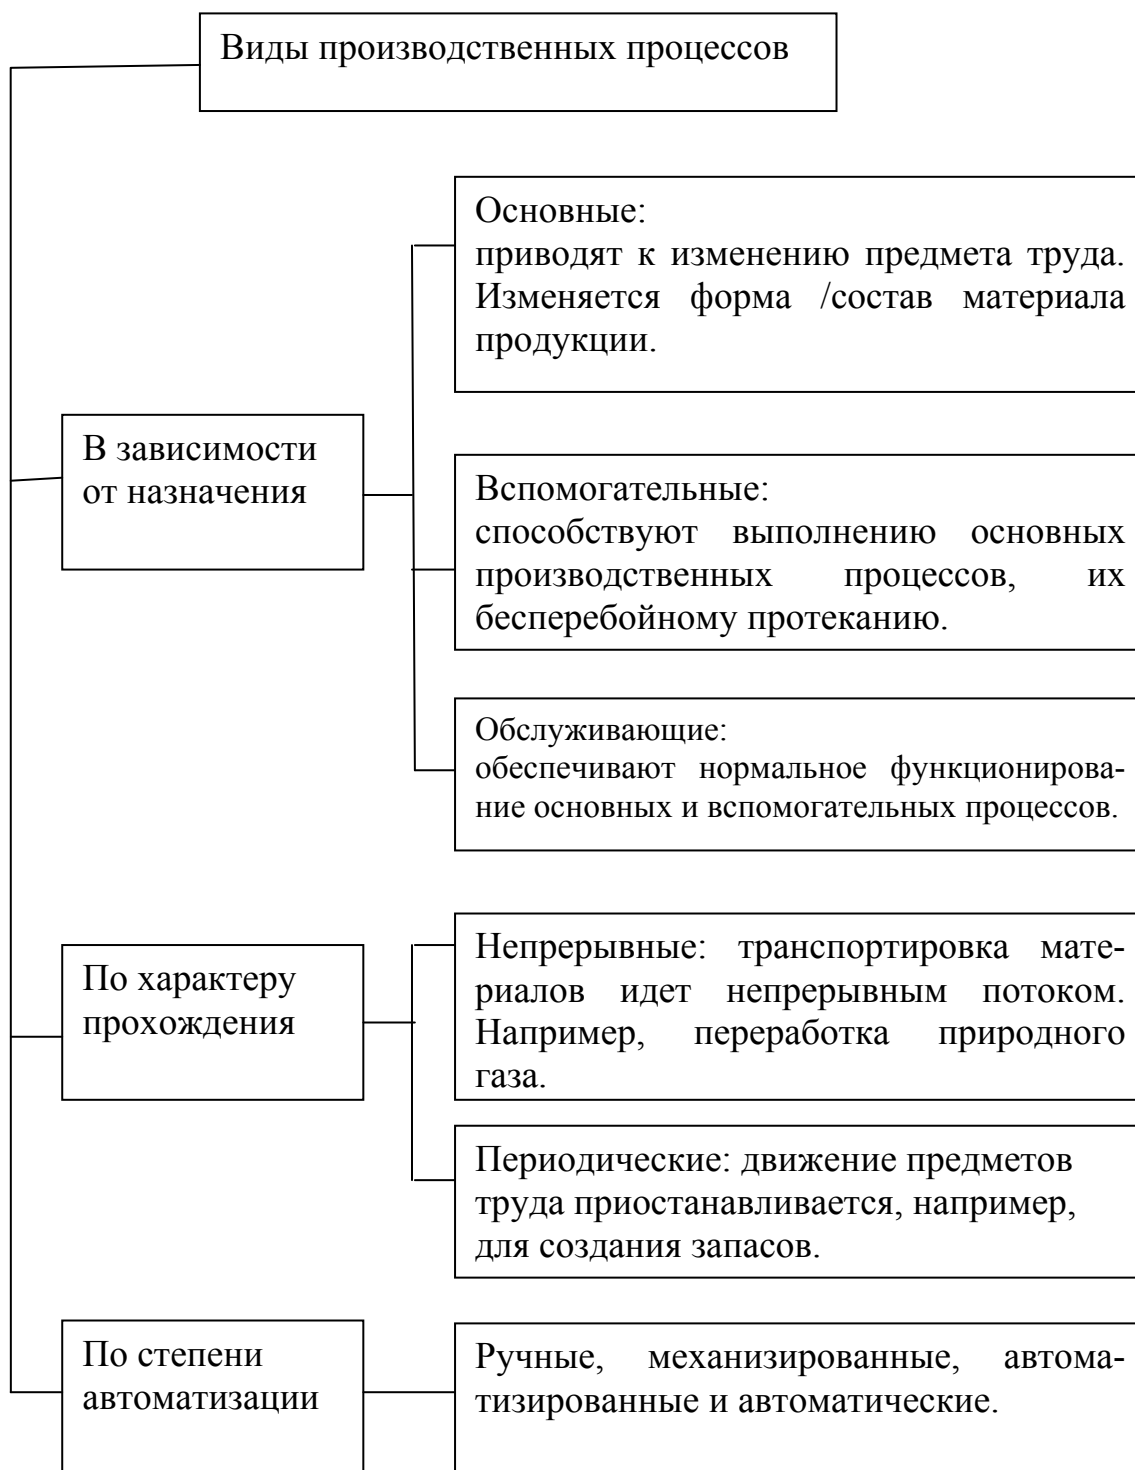 Виды производственных процессов
Основные:
приводят к изменению предмета труда.
Изменяется форма /состав материала
продукции.
В зависимости
от назначения
Вспомогательные:
способствуют выполнению основных
производственных процессов, их
бесперебойному протеканию.
Обслуживающие:
обеспечивают нормальное функционирова-
ние основных и вспомогательных процессов.
По характеру
прохождения
Непрерывные: транспортировка мате-
риалов идет непрерывным потоком.
Например, переработка природного
газа.
Периодические: движение предметов
труда приостанавливается, например,
для создания запасов.
По степени
автоматизации
Ручные, механизированные, автома-
тизированные и автоматические.